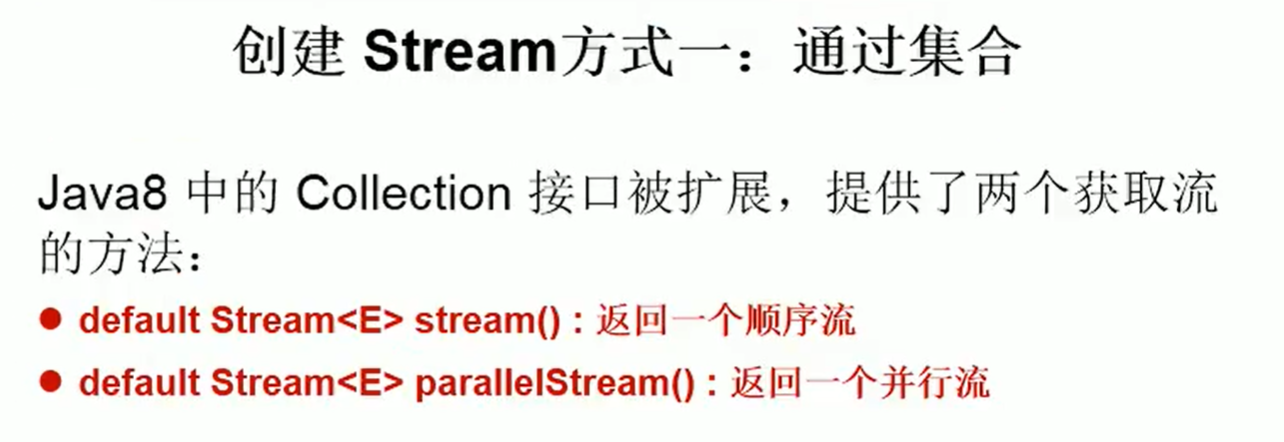 创建 Stream方式一：通过集合
Java8 中的 Collection 接口被扩展，提供了两个获取流
的方法：
● default Stream<E> stream() : 返回一个顺序流
● default Stream<E> parallelStream() : 返回一个并行流